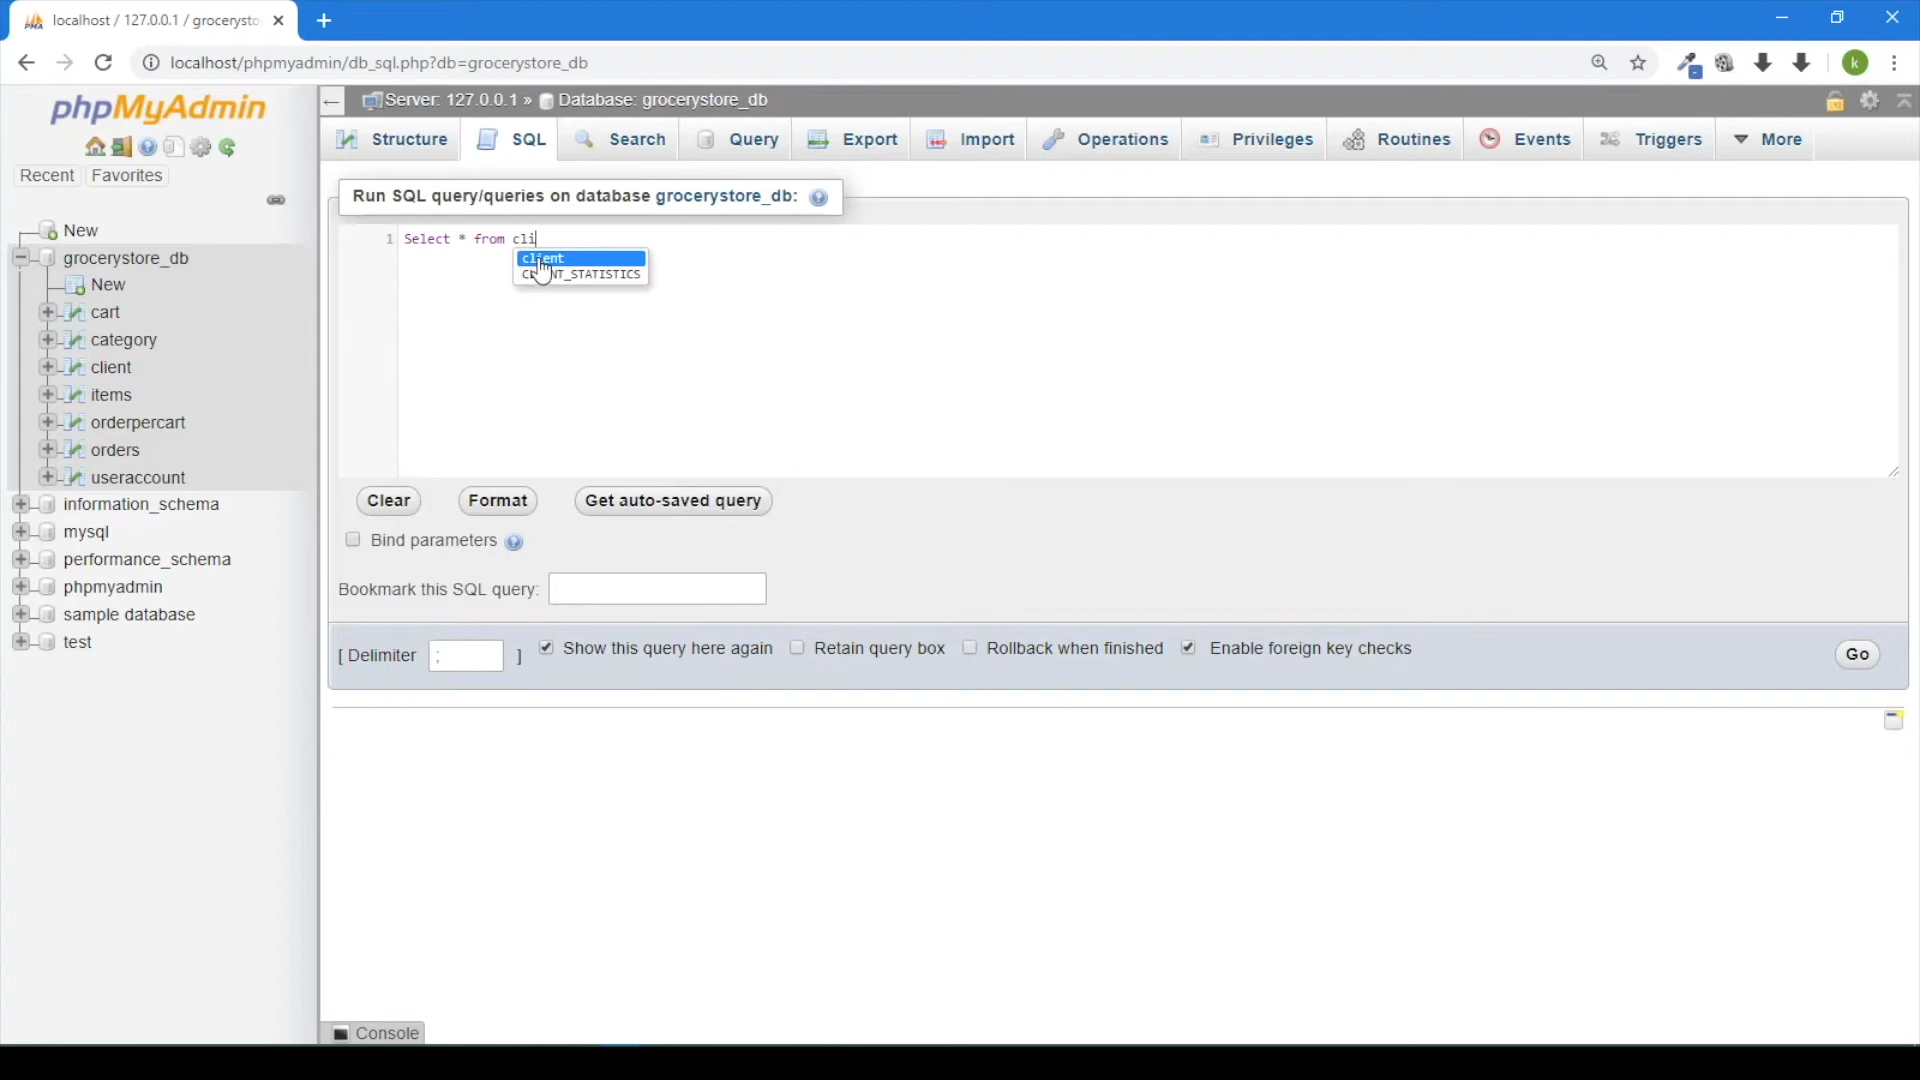 localhost / 127.0.0.1 / grocerysto
localhost/phpmyadmin/db_sql.php?db=grocerystore_db
k
phpMyAdmin
Recent Favorites
New
grocerystore_db
New
cart
category
client
items
orderpercart
orders
useraccount
information_schema
mysql
performance_schema
phpmyadmin
sample database
test
Server: 127.0.0.1 » Database: grocerystore_db
Structure SQL Search Query Export Import Operations Privileges Routines Events Triggers More
Run SQL query/queries on database grocerystore_db:
1 Select * from cli
client
Clear Format Get auto-saved query
Bind parameters
Bookmark this SQL query:
[ Delimiter ; ] Show this query here again Retain query box Rollback when finished Enable foreign key checks
Go
Console